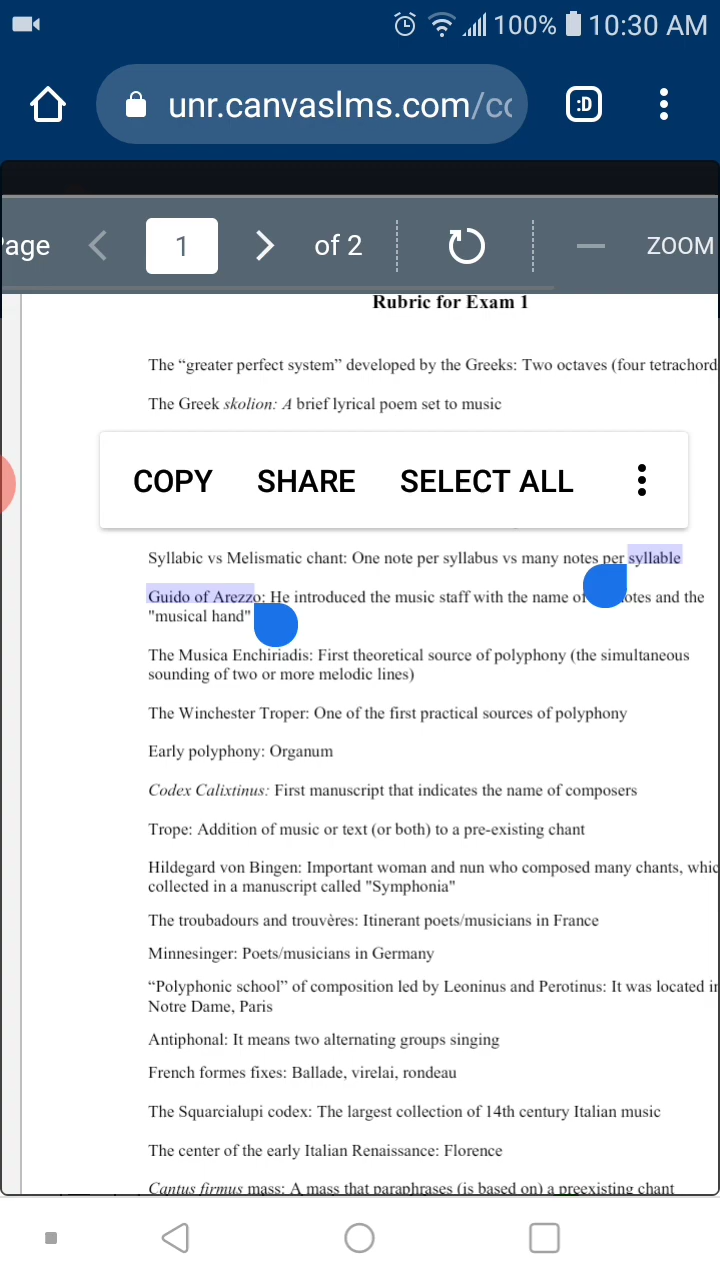 100% 10:30 AM
unr.canvaslms.com/cc
:D
age 1 of 2 ZOOM
Rubric for Exam 1
The “greater perfect system” developed by the Greeks: Two octaves (four tetrachord
The Greek skolion: A brief lyrical poem set to music
COPY SHARE SELECT ALL
Syllabic vs Melismatic chant: One note per syllabus vs many notes per syllable
Guido of Arezzo: He introduced the music staff with the name of otes and the
"musical hand"
The Musica Enchiriadis: First theoretical source of polyphony (the simultaneous
sounding of two or more melodic lines)
The Winchester Troper: One of the first practical sources of polyphony
Early polyphony: Organum
Codex Calixtinus: First manuscript that indicates the name of composers
Trope: Addition of music or text (or both) to a pre-existing chant
Hildegard von Bingen: Important woman and nun who composed many chants, whic
collected in a manuscript called "Symphonia"
The troubadours and trouvères: Itinerant poets/musicians in France
Minnesinger: Poets/musicians in Germany
“Polyphonic school” of composition led by Leoninus and Perotinus: It was located in
Notre Dame, Paris
Antiphonal: It means two alternating groups singing
French formes fixes: Ballade, virelai, rondeau
The Squarcialupi codex: The largest collection of 14th century Italian music
The center of the early Italian Renaissance: Florence
Cantus firmus mass: A mass that paraphrases (is based on) a preexisting chant